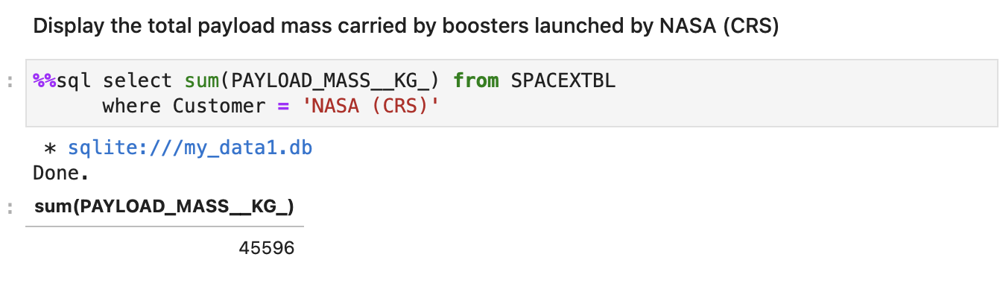 Display the total payload mass carried by boosters launched by NASA (CRS)
: %%sql select sum(PAYLOAD_MASS__KG_) from SPACEXTBL
where Customer = 'NASA (CRS)'
* sqlite:///my_data1.db
Done.
: sum(PAYLOAD_MASS__KG_)
45596